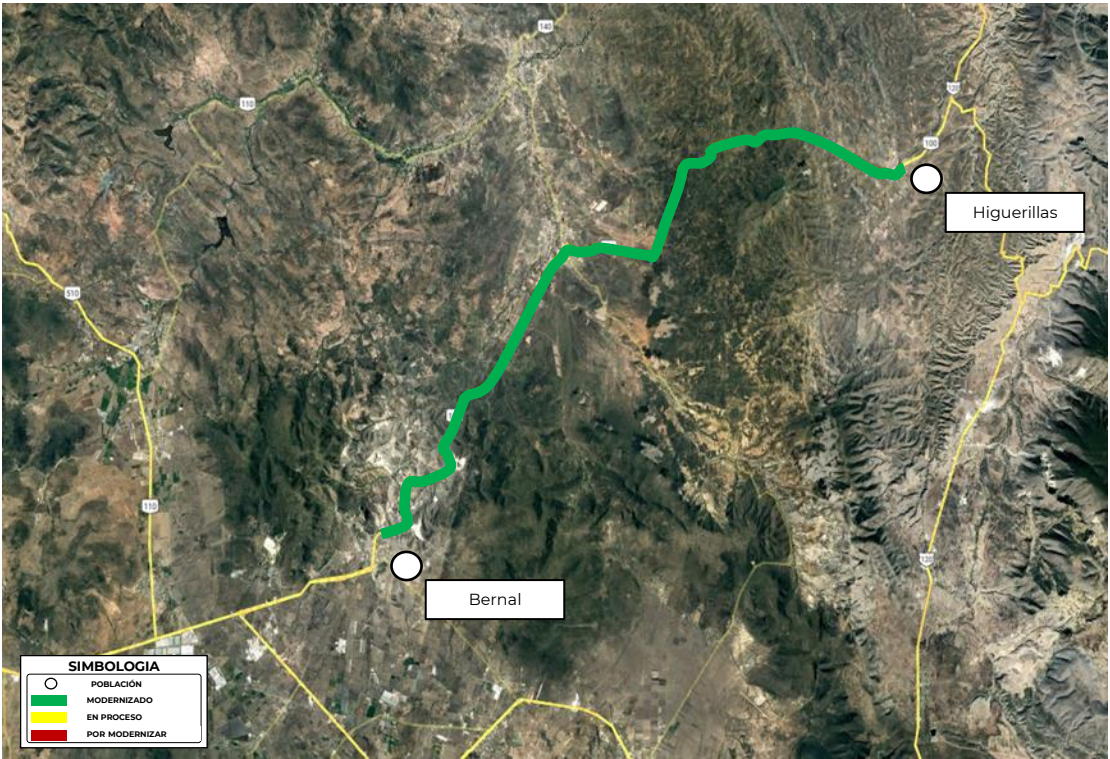 140
110
120
100
Higuerillas
510
110
120
Bernal
SIMBOLOGIA
POBLACIÓN
MODERNIZADO
EN PROCESO
POR MODERNIZAR